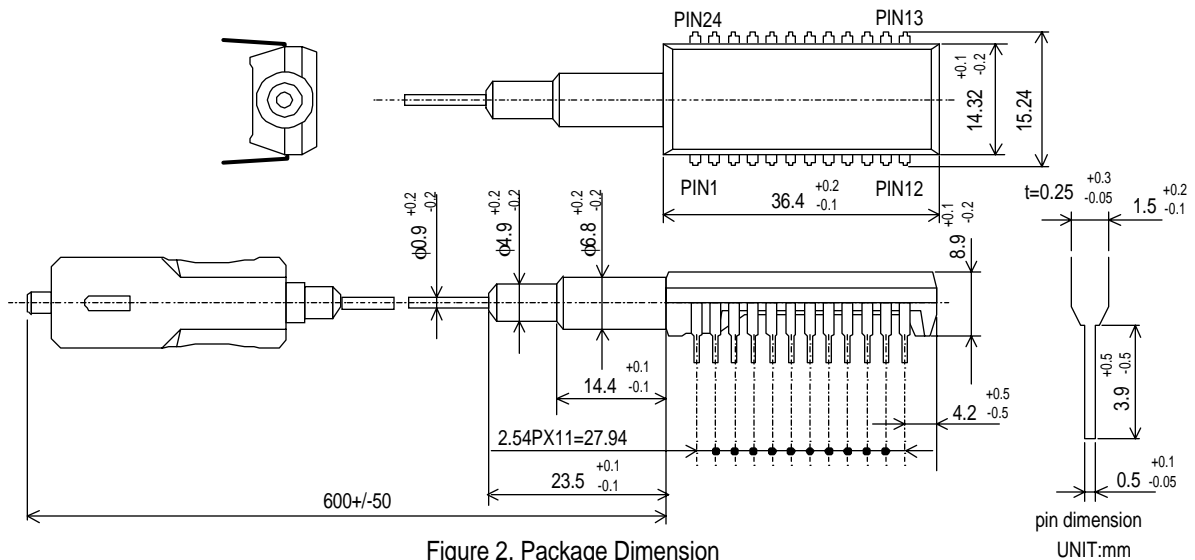 PIN24
PIN13
14.32 +0.1 -0.2
15.24
PIN1
PIN12
36.4 +0.2 -0.1
t=0.25 +0.3 -0.05
1.5 +0.2 -0.1
ϕ0.9 +0.2 -0.2
ϕ4.9 +0.2 -0.2
ϕ6.8 +0.2 -0.2
8.9 +0.1 -0.2
14.4 +0.1 -0.1
4.2 +0.5 -0.5
3.9 +0.5 -0.5
2.54PX11=27.94
23.5 +0.1 -0.1
0.5 +0.1 -0.05
600+/-50
pin dimension
UNIT:mm
Figure 2. Package Dimension